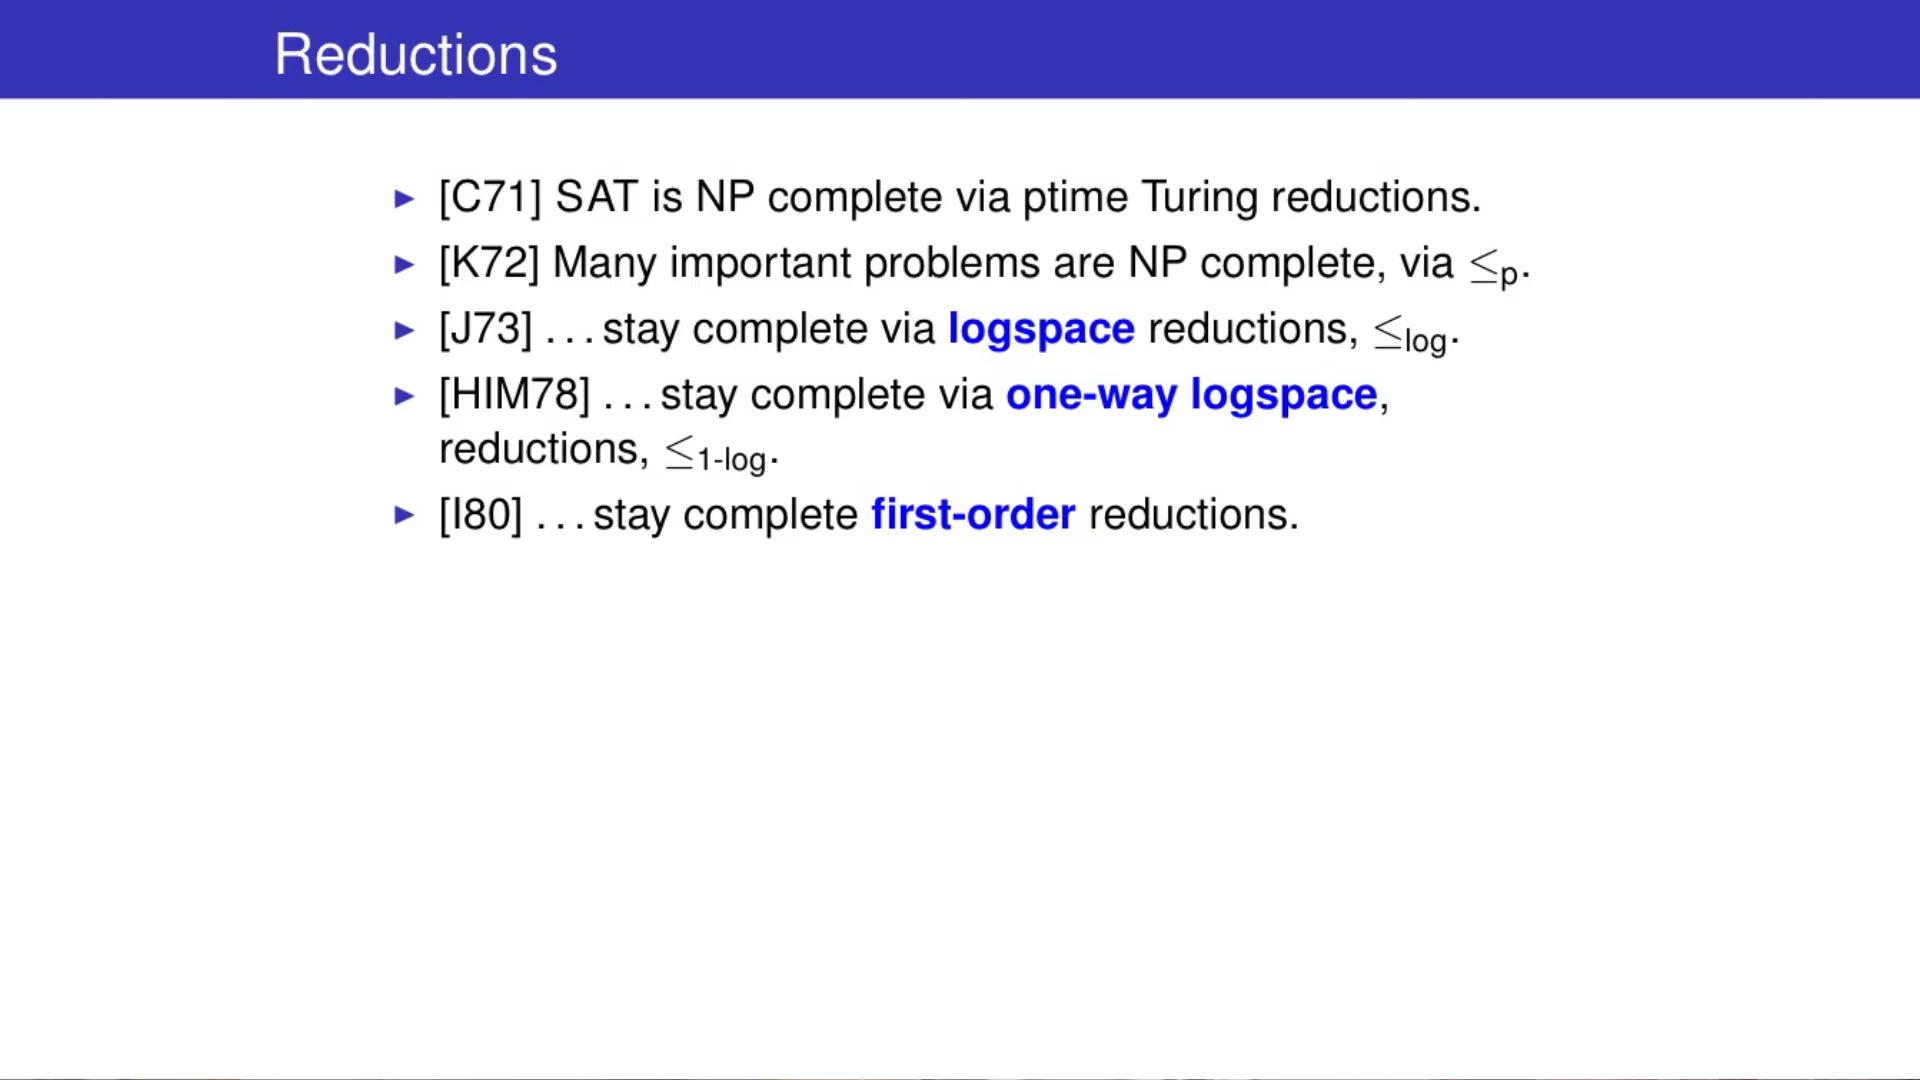 Reductions
▶ [C71] SAT is NP complete via ptime Turing reductions.
▶ [K72] Many important problems are NP complete, via ≤p.
▶ [J73] ... stay complete via logspace reductions, ≤log.
▶ [HIM78] ... stay complete via one-way logspace,
reductions, ≤1-log.
▶ [I80] ... stay complete first-order reductions.